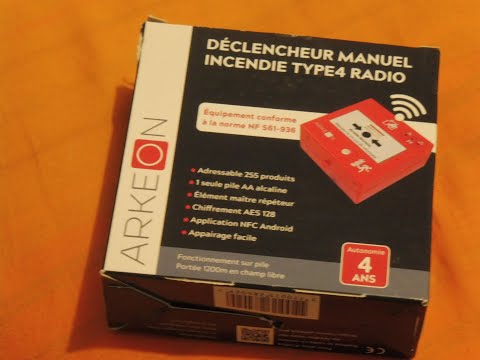 DÉCLENCHEUR MANUEL
INCENDIE TYPE4 RADIO
Équipement conforme
à la norme NF S61-936
ARKEON
• Adressable 255 produits
• 1 seule pile AA alcaline
• Élément maître répéteur
• Chiffrement AES 128
• Application NFC Android
• Appairage facile
Autonomie
4
ANS
Fonctionnement sur pile
Portée 1200m en champ libre